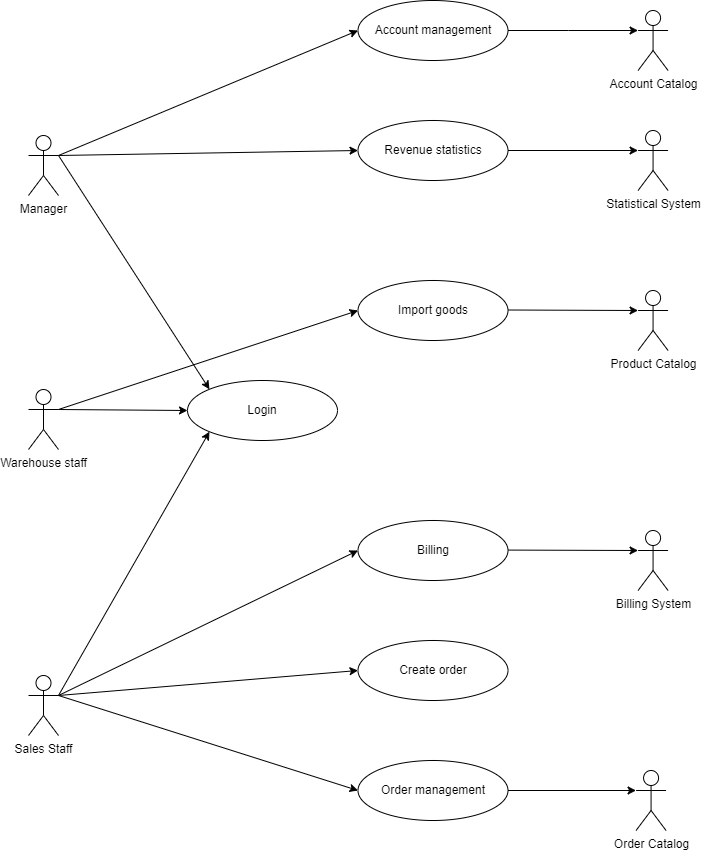 Account management
Account Catalog
Revenue statistics
Manager
Statistical System
Import goods
Product Catalog
Login
Warehouse staff
Billing
Billing System
Create order
Sales Staff
Order management
Order Catalog